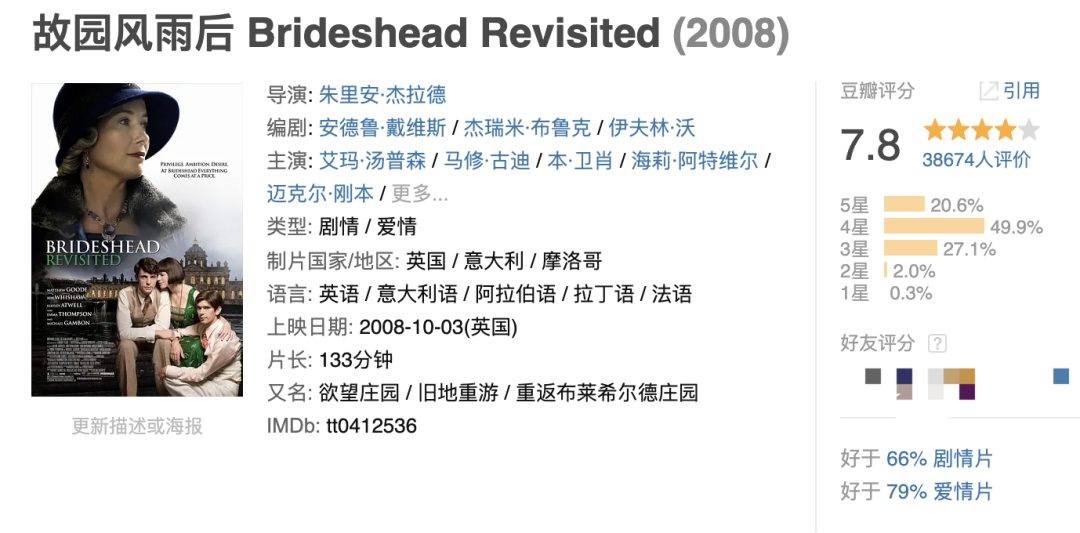 故园风雨后 Brideshead Revisited (2008)
PRIVILEGE. AMBITION. DESIRE.
AT BRIDESHEAD EVERYTHING
COMES AT A PRICE.
BRIDESHEAD
REVISITED
MATTHEW GOODE
BEN WHISHAW
HAYLEY ATWELL
EMMA THOMPSON
AND
MICHAEL GAMBON
更新描述或海报
导演: 朱里安·杰拉德
编剧: 安德鲁·戴维斯 / 杰瑞米·布鲁克 / 伊夫林·沃
主演: 艾玛·汤普森 / 马修·古迪 / 本·卫肖 / 海莉·阿特维尔 /
迈克尔·刚本 / 更多...
类型: 剧情 / 爱情
制片国家/地区: 英国 / 意大利 / 摩洛哥
语言: 英语 / 意大利语 / 阿拉伯语 / 拉丁语 / 法语
上映日期: 2008-10-03(英国)
片长: 133分钟
又名: 欲望庄园 / 旧地重游 / 重返布莱希尔德庄园
IMDb: tt0412536
豆瓣评分 引用
7.8
38674人评价
5星 20.6%
4星 49.9%
3星 27.1%
2星 2.0%
1星 0.3%
好友评分 ?
好于 66% 剧情片
好于 79% 爱情片